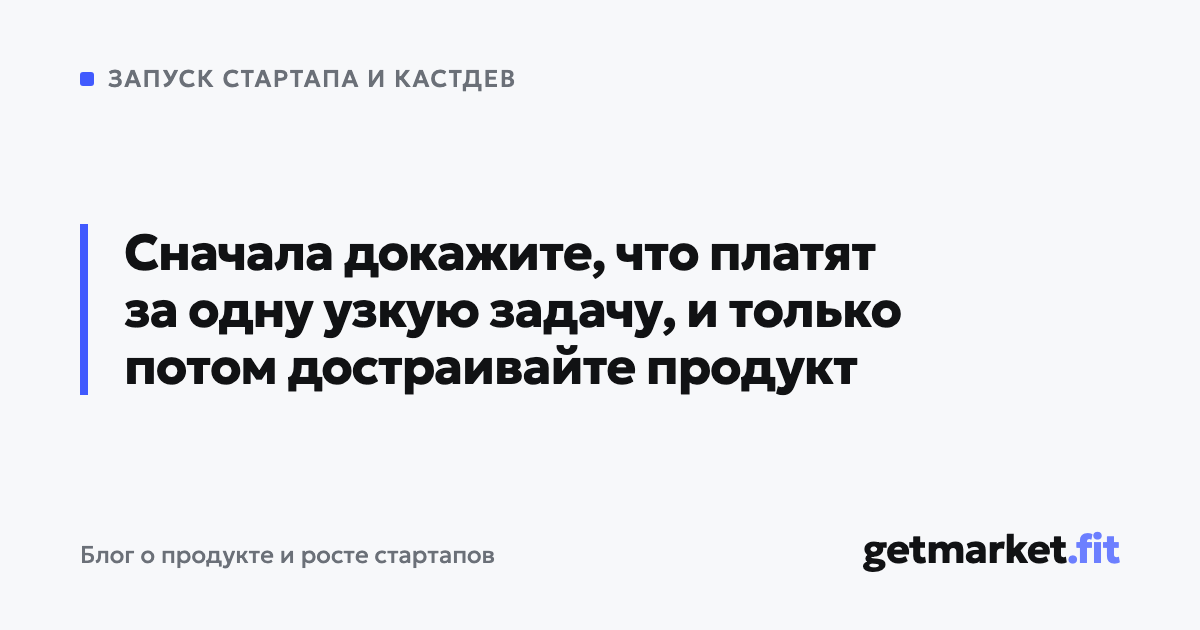 ЗАПУСК СТАРТАПА И КАСТДЕВ
Сначала докажите, что платят
за одну узкую задачу, и только
потом достраивайте продукт
Блог о продукте и росте стартапов
getmarket.fit